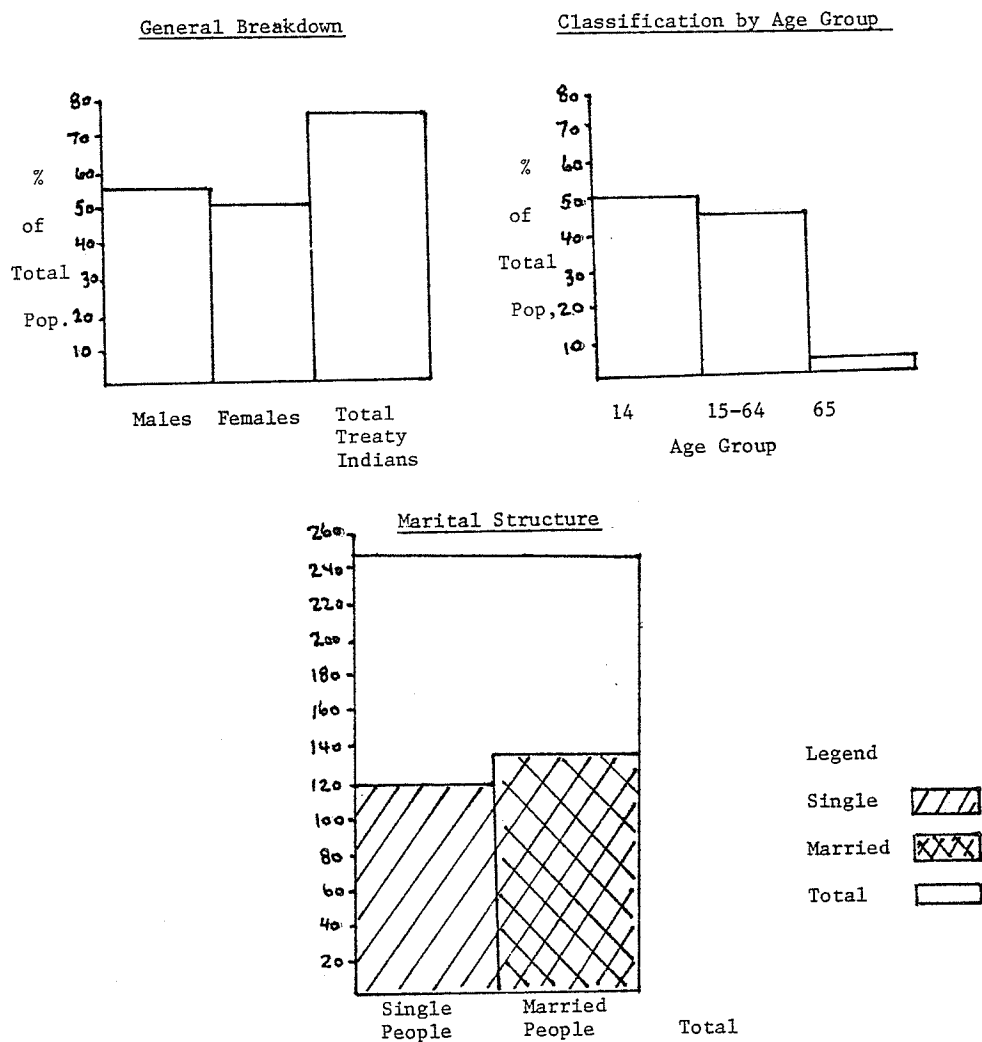 General Breakdown
80
70
60
50
40
30
20
10
%
of
Total
Pop.
Males Females Total
Treaty
Indians
Classification by Age Group
80
70
60
50
40
30
20
10
%
of
Total
Pop,
14 15-64 65
Age Group
Marital Structure
260
240
220
200
180
160
140
120
100
80
60
40
20
Single Married
People People Total
Legend
Single
Married
Total